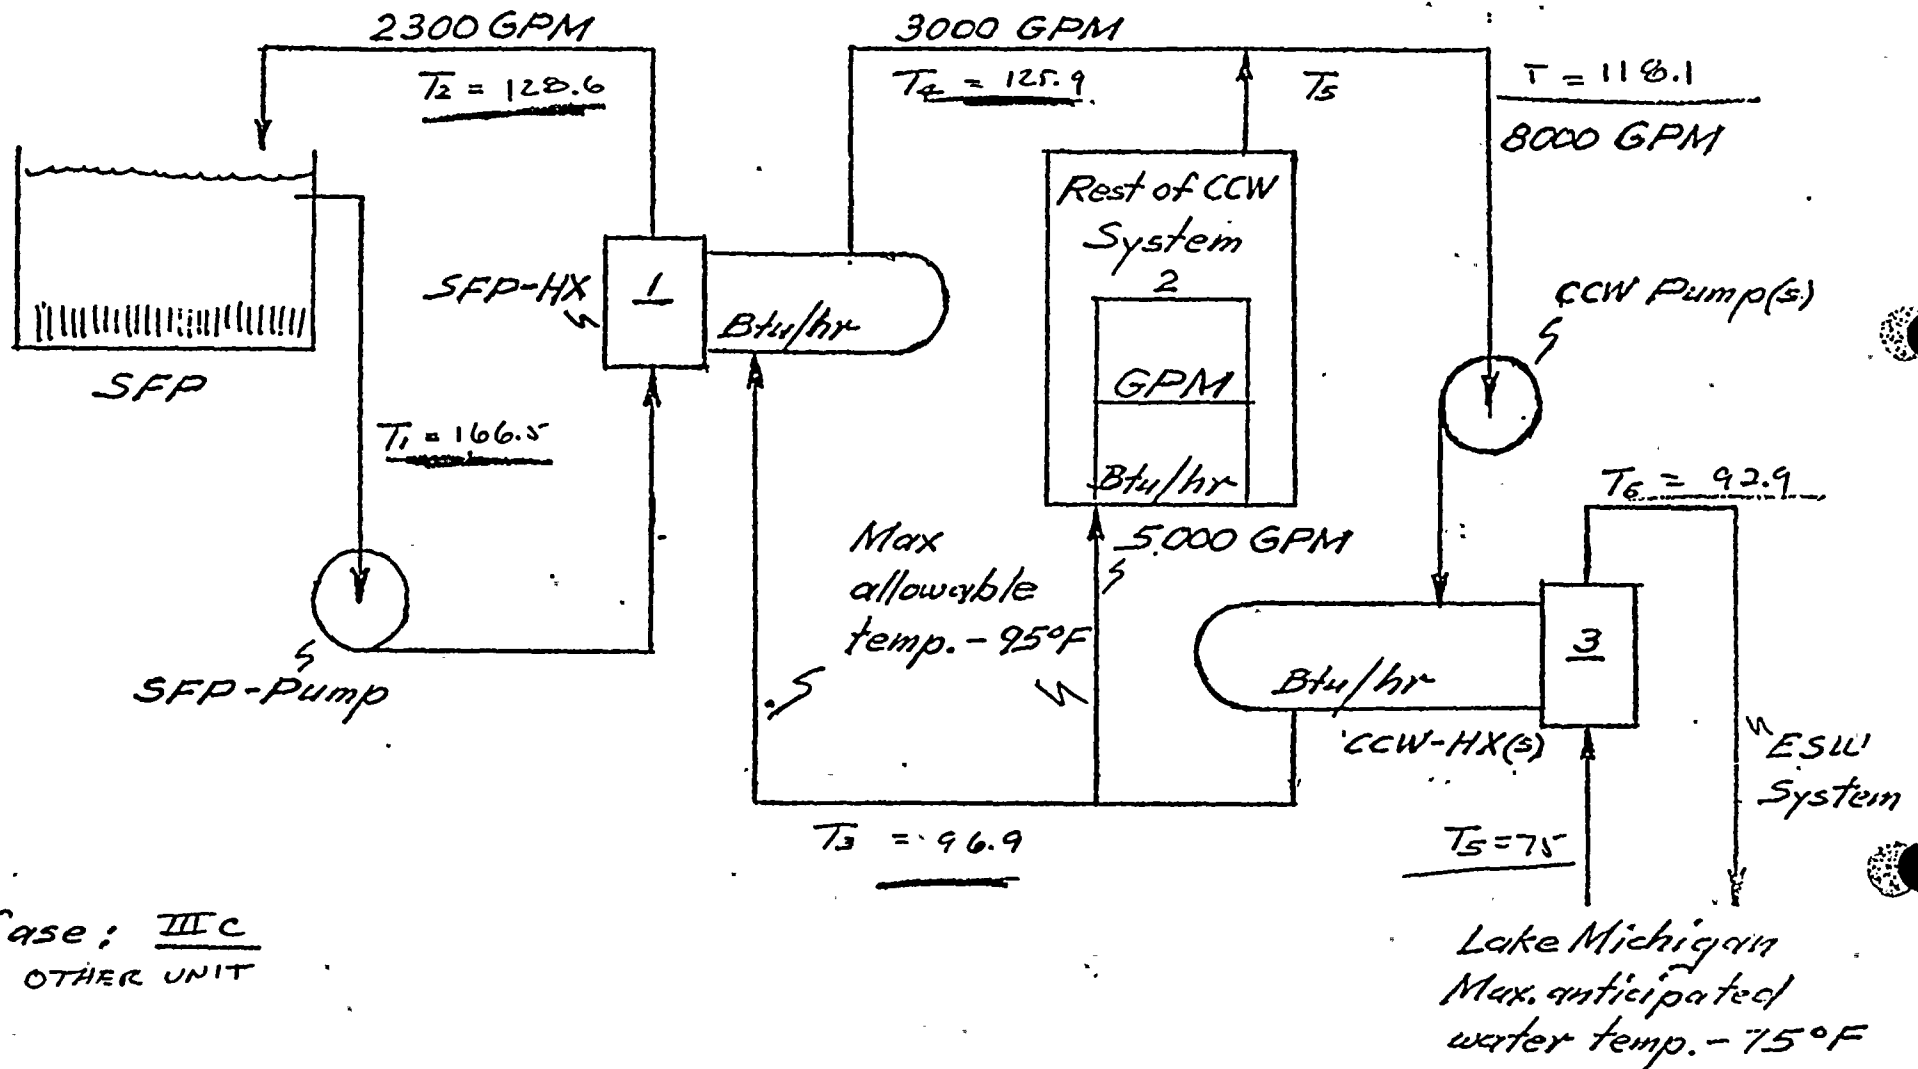 2300 GPM
3000 GPM
T2 = 128.6
T4 = 125.9
T5
T = 118.1
8000 GPM
Rest of CCW
System
2
GPM
Btu/hr
SFP-HX
1
Btu/hr
CCW Pump(s)
SFP
T1 = 166.5
Max
allowable
temp. - 95°F
5000 GPM
T6 = 92.9
SFP-Pump
3
Btu/hr
CCW-HX(s)
ESW
System
T3 = 96.9
T5 = 75
ase: III c
OTHER UNIT
Lake Michigan
Max. anticipated
water temp. - 75°F